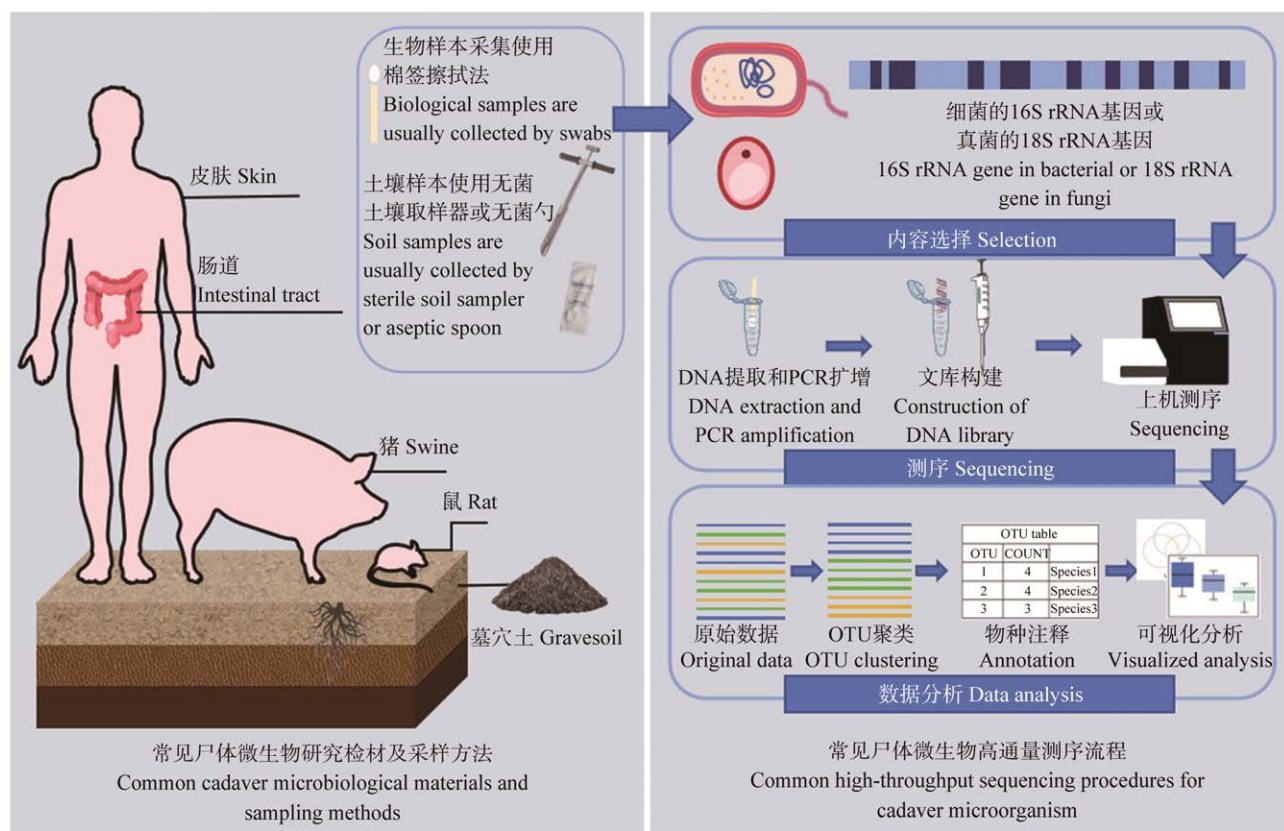 生物样本采集使用
棉签擦拭法
Biological samples are
usually collected by swabs
土壤样本使用无菌
土壤取样器或无菌勺
Soil samples are
usually collected by
sterile soil sampler
or aseptic spoon
皮肤 Skin
肠道
Intestinal tract
猪 Swine
鼠 Rat
墓穴土 Gravesoil
常见尸体微生物研究检材及采样方法
Common cadaver microbiological materials and
sampling methods
细菌的16S rRNA基因或
真菌的18S rRNA基因
16S rRNA gene in bacterial or 18S rRNA
gene in fungi
内容选择 Selection
DNA提取和PCR扩增
DNA extraction and
PCR amplification
文库构建
Construction of
DNA library
上机测序
Sequencing
测序 Sequencing
OTU table
OTU COUNT
1 4 Species1
2 4 Species2
3 3 Species3
原始数据
Original data
OTU聚类
OTU clustering
物种注释
Annotation
可视化分析
Visualized analysis
数据分析 Data analysis
常见尸体微生物高通量测序流程
Common high-throughput sequencing procedures for
cadaver microorganism